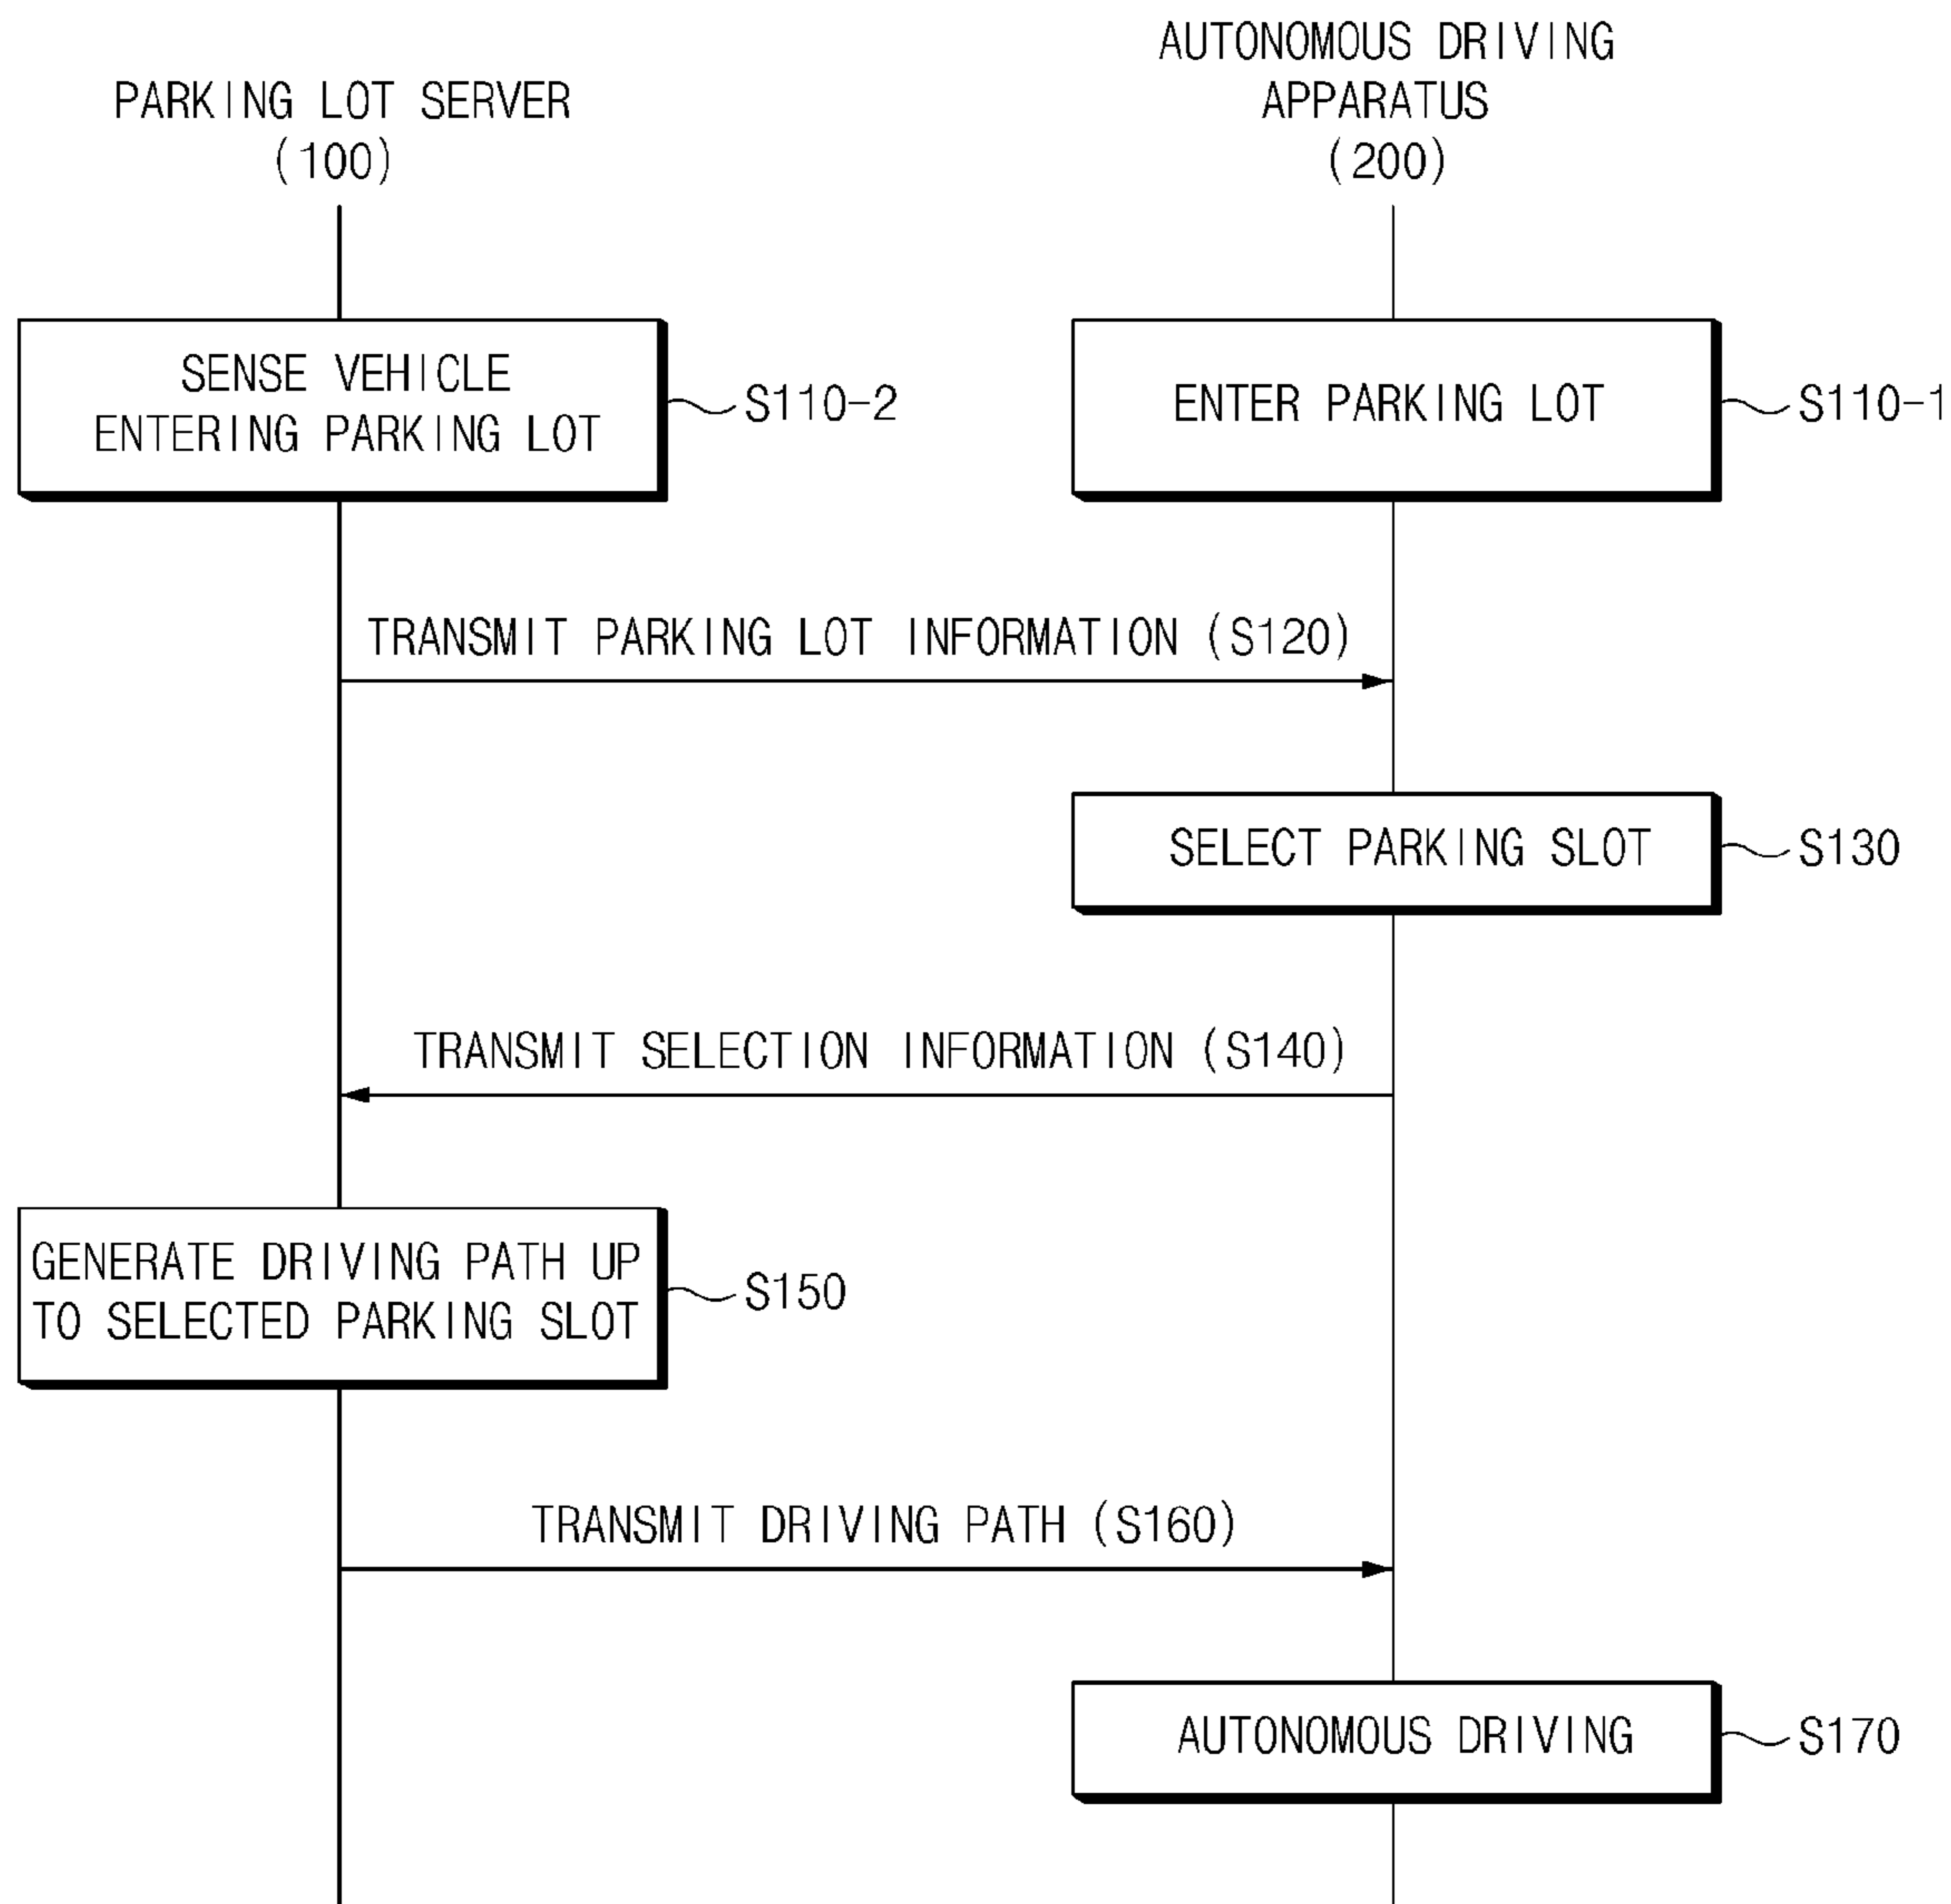 PARKING LOT SERVER
(100)
AUTONOMOUS DRIVING
APPARATUS
(200)
SENSE VEHICLE
ENTERING PARKING LOT
S110-2
ENTER PARKING LOT
S110-1
TRANSMIT PARKING LOT INFORMATION (S120)
SELECT PARKING SLOT
S130
TRANSMIT SELECTION INFORMATION (S140)
GENERATE DRIVING PATH UP
TO SELECTED PARKING SLOT
S150
TRANSMIT DRIVING PATH (S160)
AUTONOMOUS DRIVING
S170